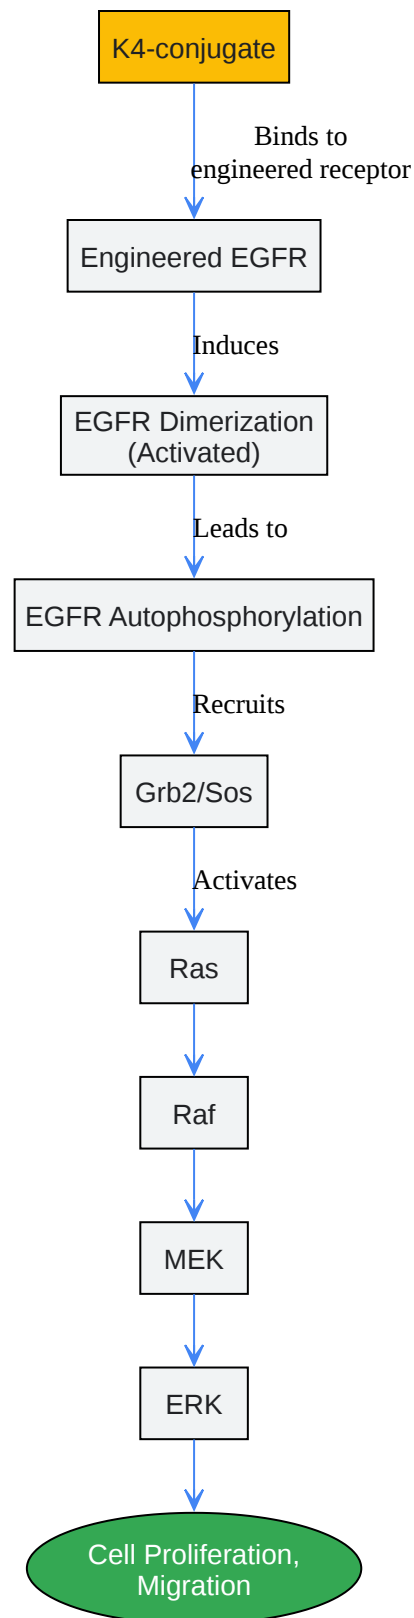 K4-conjugate
Binds to
engineered receptor
Engineered EGFR
Induces
EGFR Dimerization
(Activated)
Leads to
EGFR Autophosphorylation
Recruits
Grb2/Sos
Activates
Ras
Raf
MEK
ERK
Cell Proliferation,
Migration